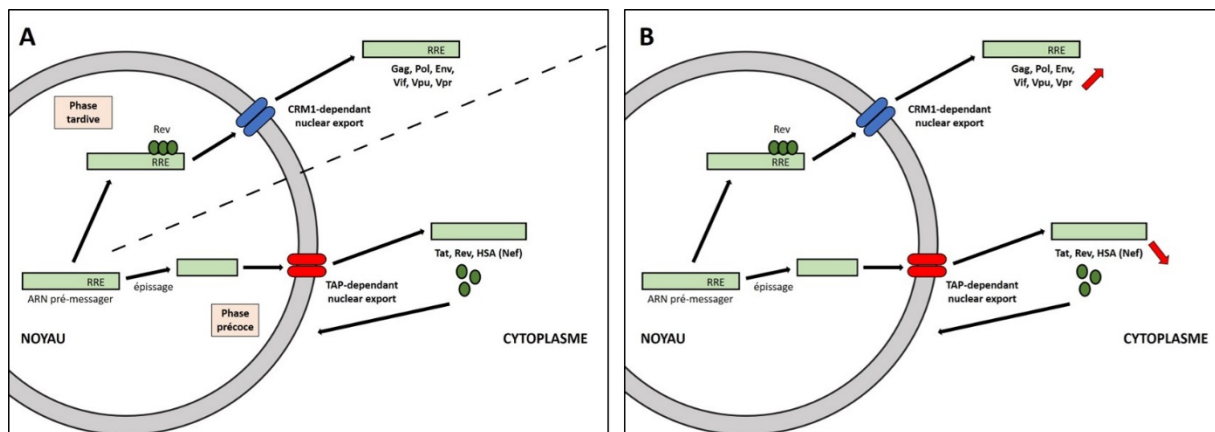 A
RRE
Gag, Pol, Env,
Vif, Vpu, Vpr
Phase
tardive
CRM1-dependant
nuclear export
Rev
RRE
Tat, Rev, HSA (Nef)
RRE
ARN pré-messager
épissage
TAP-dependant
nuclear export
Phase
précoce
NOYAU
CYTOPLASME
B
RRE
Gag, Pol, Env,
Vif, Vpu, Vpr
CRM1-dependant
nuclear export
Rev
RRE
Tat, Rev, HSA (Nef)
RRE
ARN pré-messager
épissage
TAP-dependant
nuclear export
NOYAU
CYTOPLASME